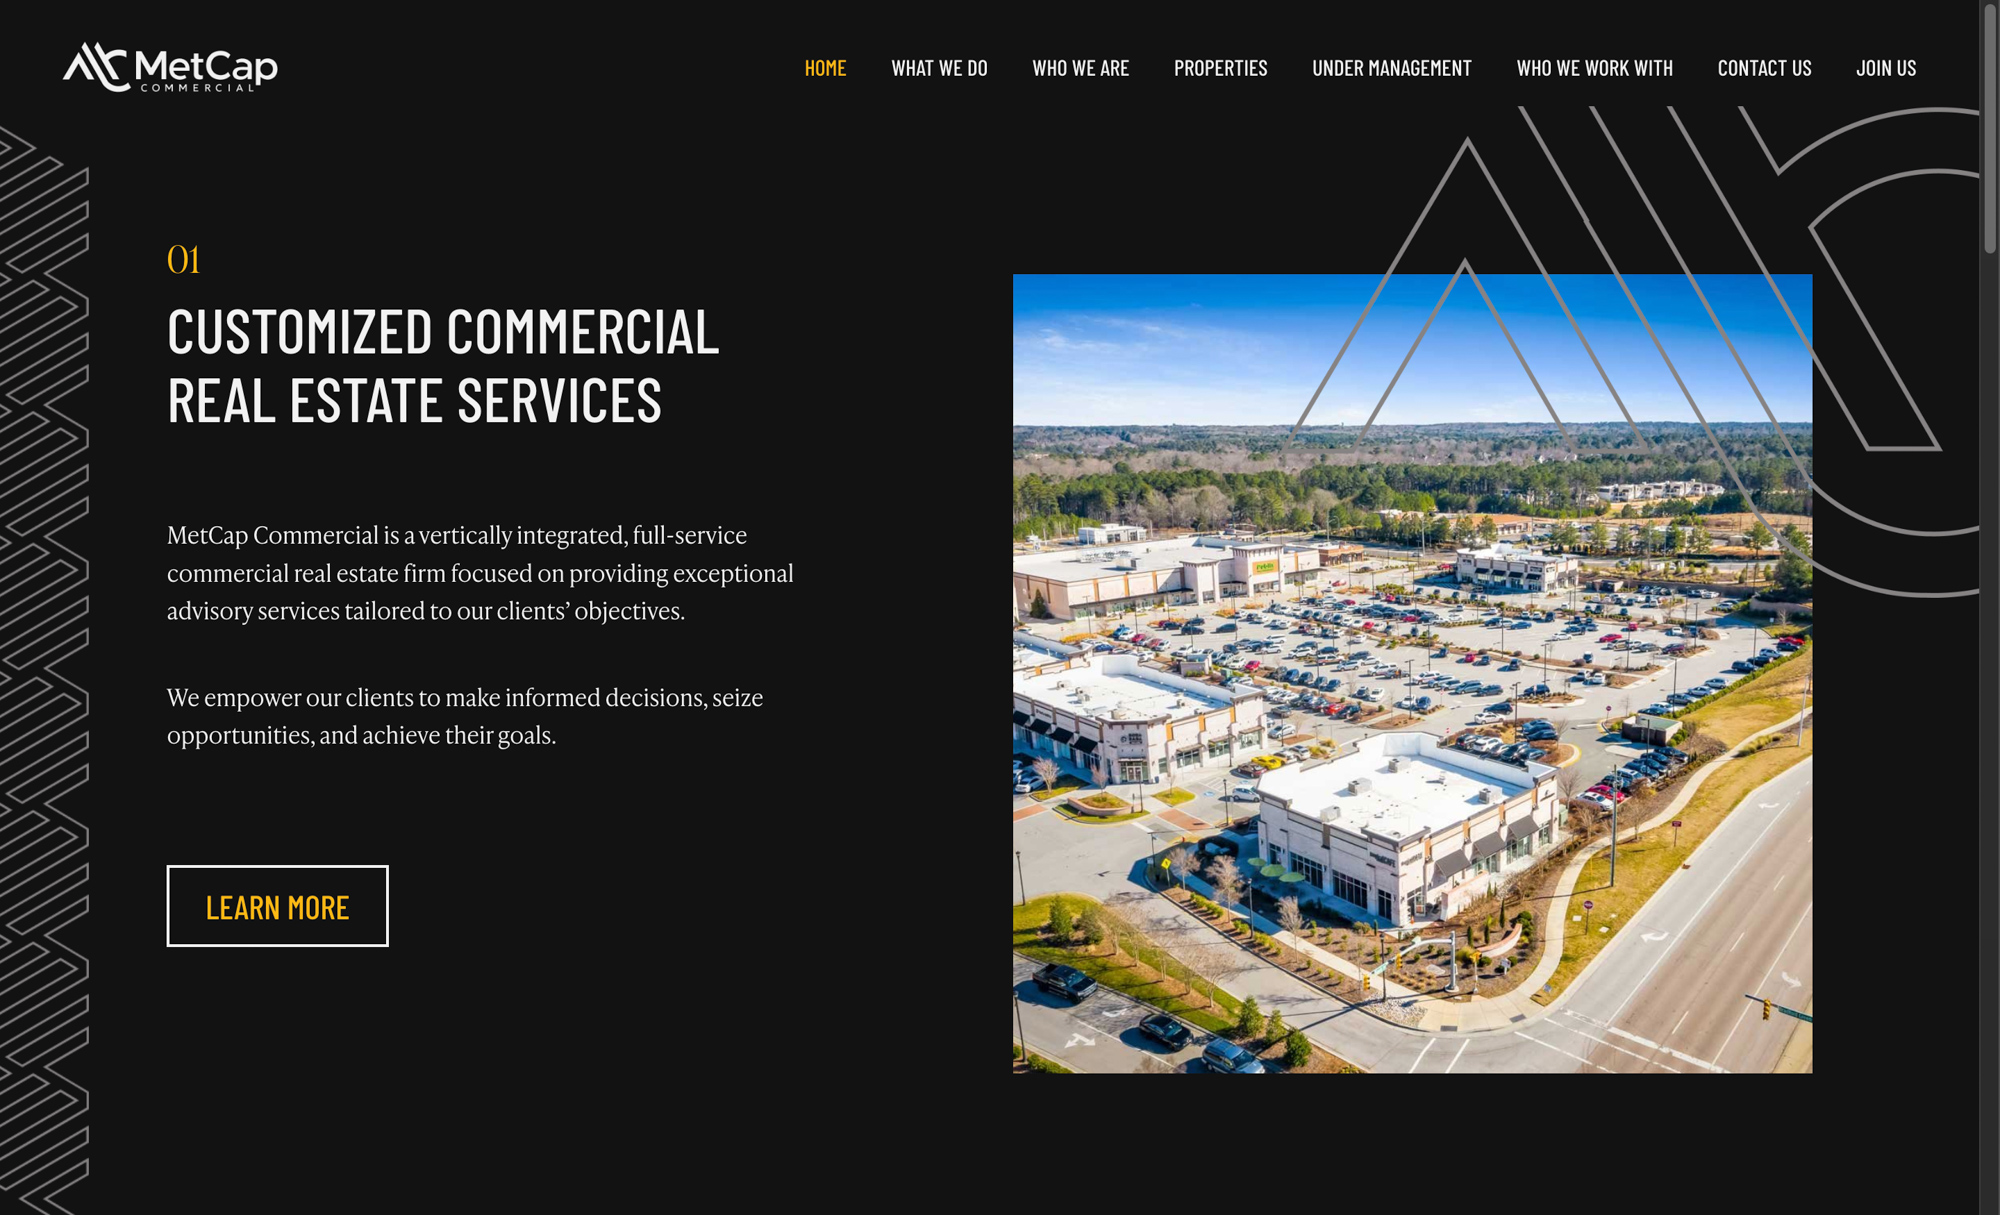 MetCap
COMMERCIAL
HOME
WHAT WE DO
WHO WE ARE
PROPERTIES
UNDER MANAGEMENT
WHO WE WORK WITH
CONTACT US
JOIN US
01
CUSTOMIZED COMMERCIAL
REAL ESTATE SERVICES
MetCap Commercial is a vertically integrated, full-service
commercial real estate firm focused on providing exceptional
advisory services tailored to our clients’ objectives.
We empower our clients to make informed decisions, seize
opportunities, and achieve their goals.
LEARN MORE